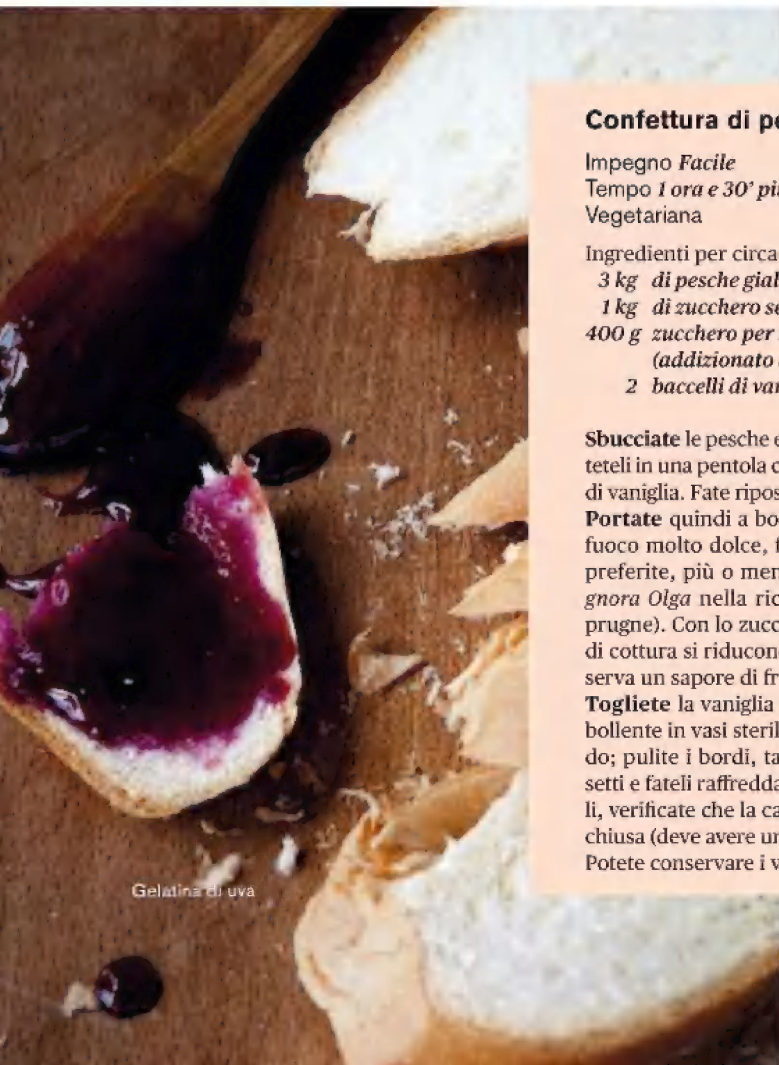 Confettura di pe
Impegno Facile
Tempo 1 ora e 30' più
Vegetariana
Ingredienti per circa
3 kg di pesche gial
1 kg di zucchero se
400 g zucchero per
(addizionato
2 baccelli di van
Sbucciate le pesche e
teteli in una pentola c
di vaniglia. Fate ripos
Portate quindi a bo
fuoco molto dolce, f
preferite, più o men
gnora Olga nella ric
prugne). Con lo zucc
di cottura si riducon
serva un sapore di fr
Togliete la vaniglia
bollente in vasi steril
do; pulite i bordi, ta
setti e fateli raffredda
li, verificate che la ca
chiusa (deve avere un
Potete conservare i v
Gelatina di uva